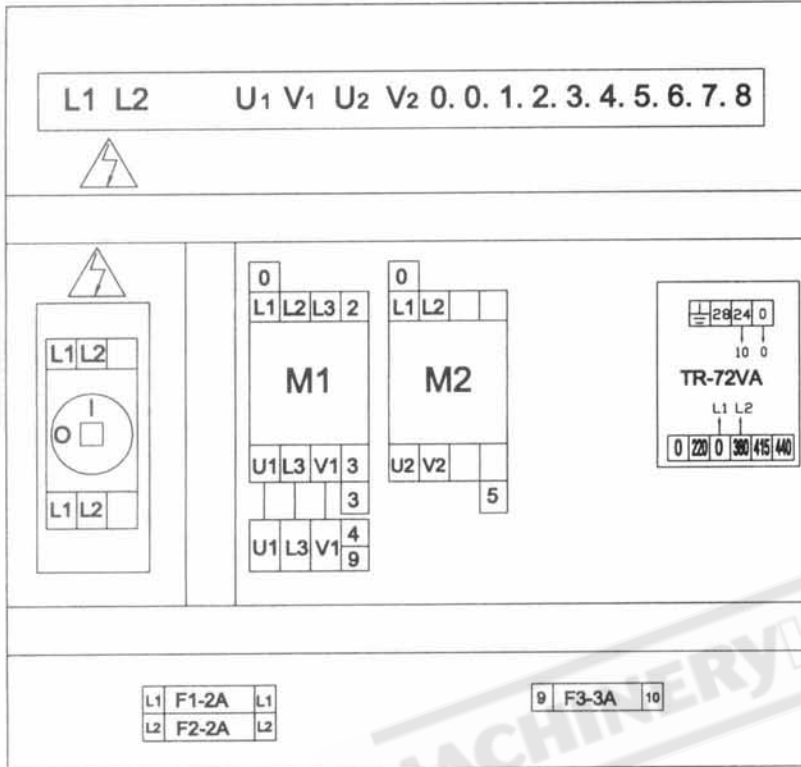 L1 L2 U1 V1 U2 V2 0. 0. 1. 2. 3. 4. 5. 6. 7. 8
0 0
L1 L2 L3 2 L1 L2
28 24 0
10 0
L1 L2
M1 M2
TR-72VA
I
O
L1 L2
0 220 0 380 415 440
U1 L3 V1 3 U2 V2
3 5
L1 L2
U1 L3 V1 4
9
L1 F1-2A L1
9 F3-3A 10
L2 F2-2A L2
MACHINERY